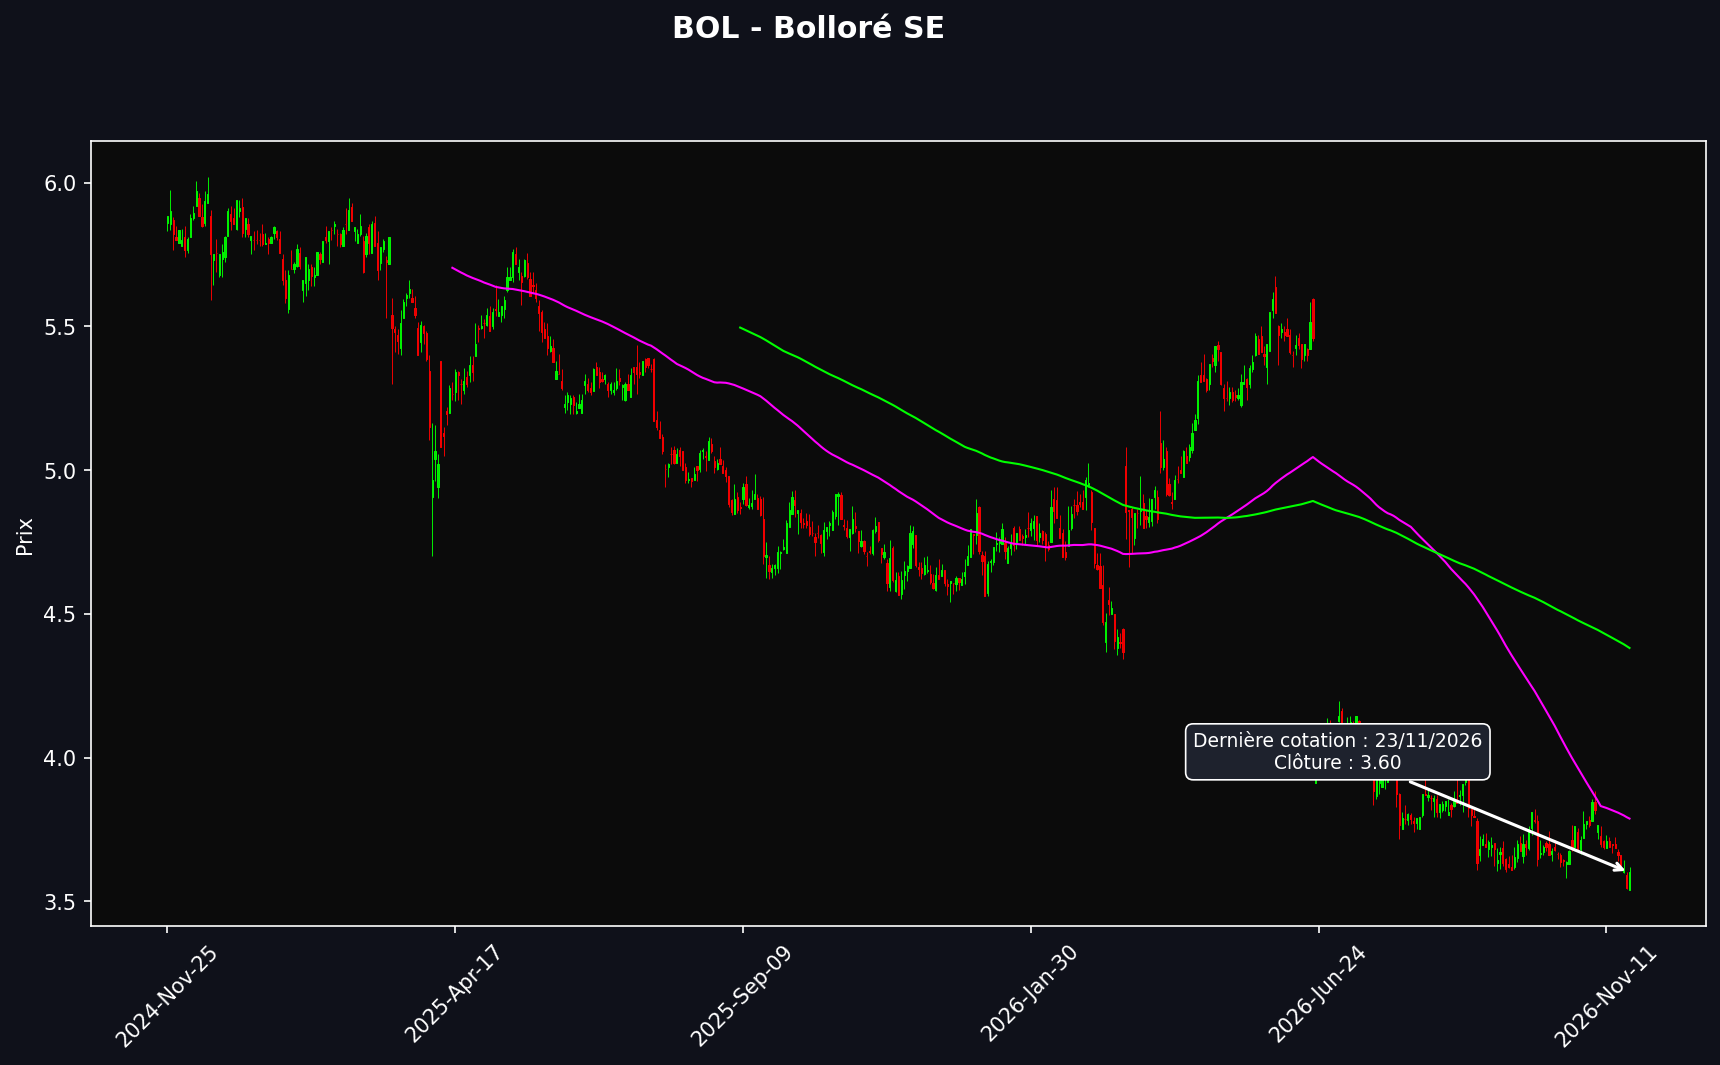 BOL - Bolloré SE
Prix
6.0
5.5
5.0
4.5
4.0
3.5
Dernière cotation : 23/11/2026
Clôture : 3.60
2024-Nov-25
2025-Apr-17
2025-Sep-09
2026-Jan-30
2026-Jun-24
2026-Nov-11